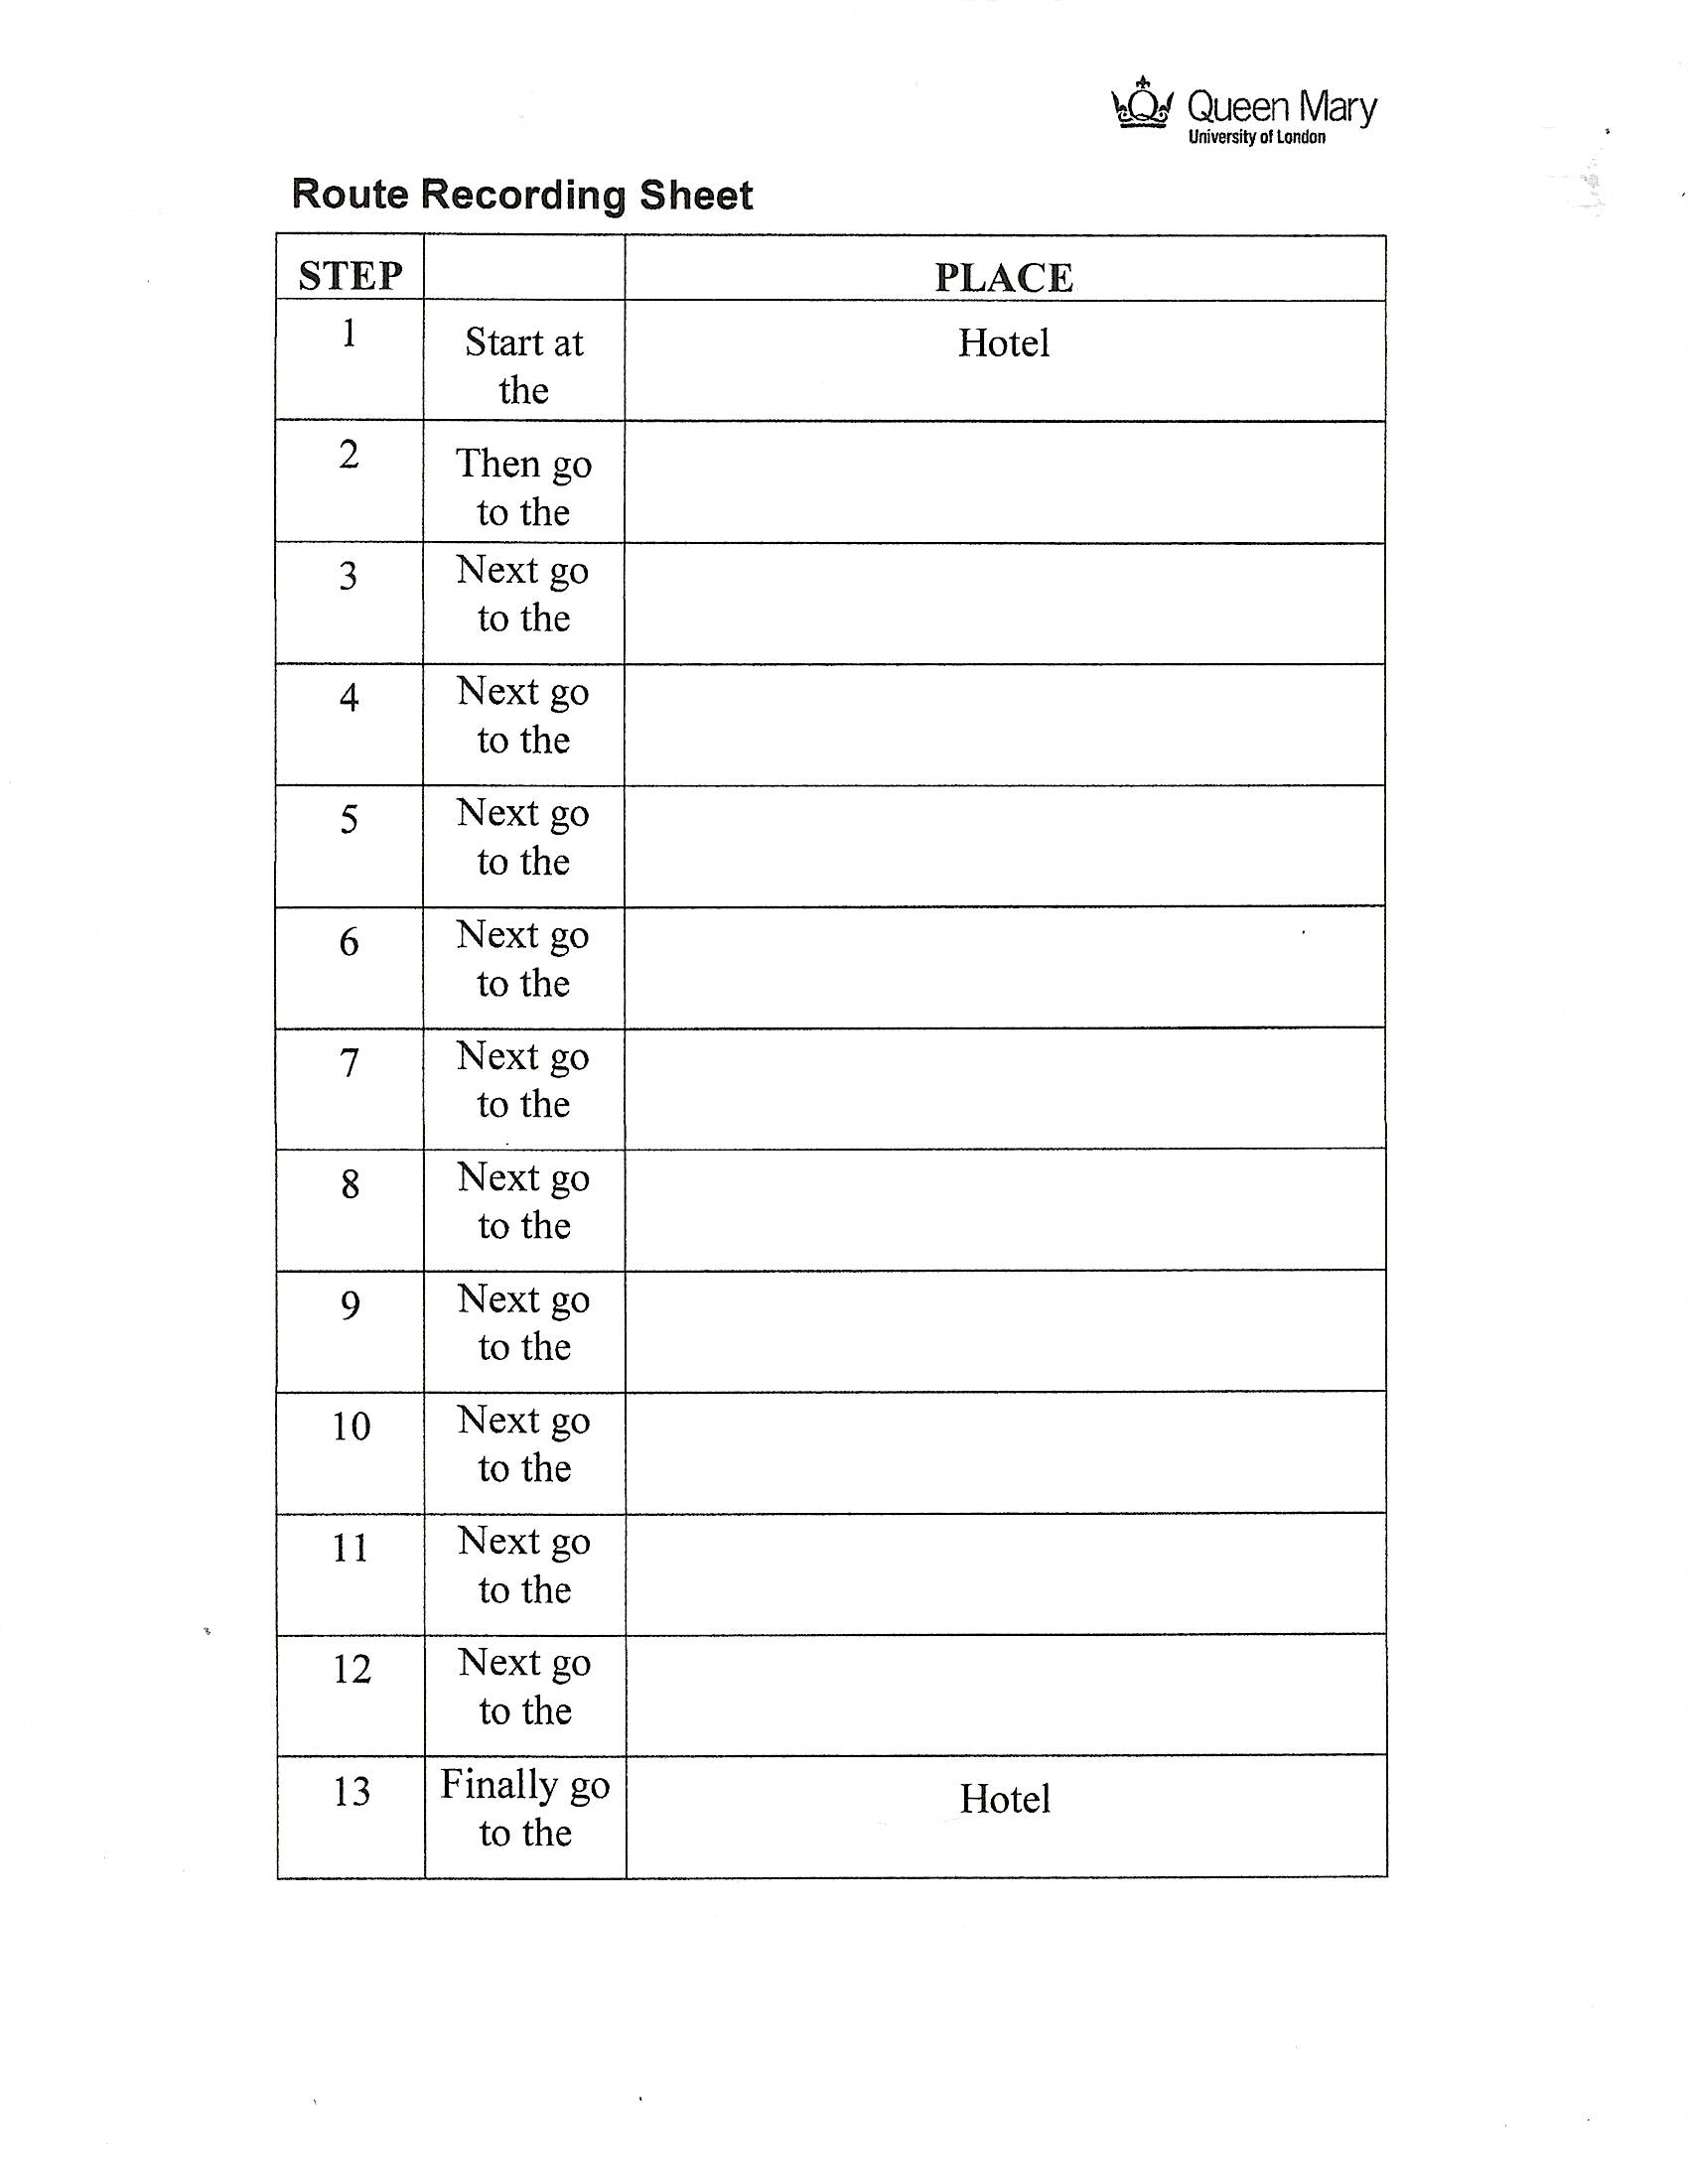 Queen Mary
University of London
Route Recording Sheet
STEP PLACE
1 Start at Hotel
the
2 Then go
to the
3 Next go
to the
4 Next go
to the
5 Next go
to the
6 Next go
to the
7 Next go
to the
8 Next go
to the
9 Next go
to the
10 Next go
to the
11 Next go
to the
12 Next go
to the
13 Finally go Hotel
to the